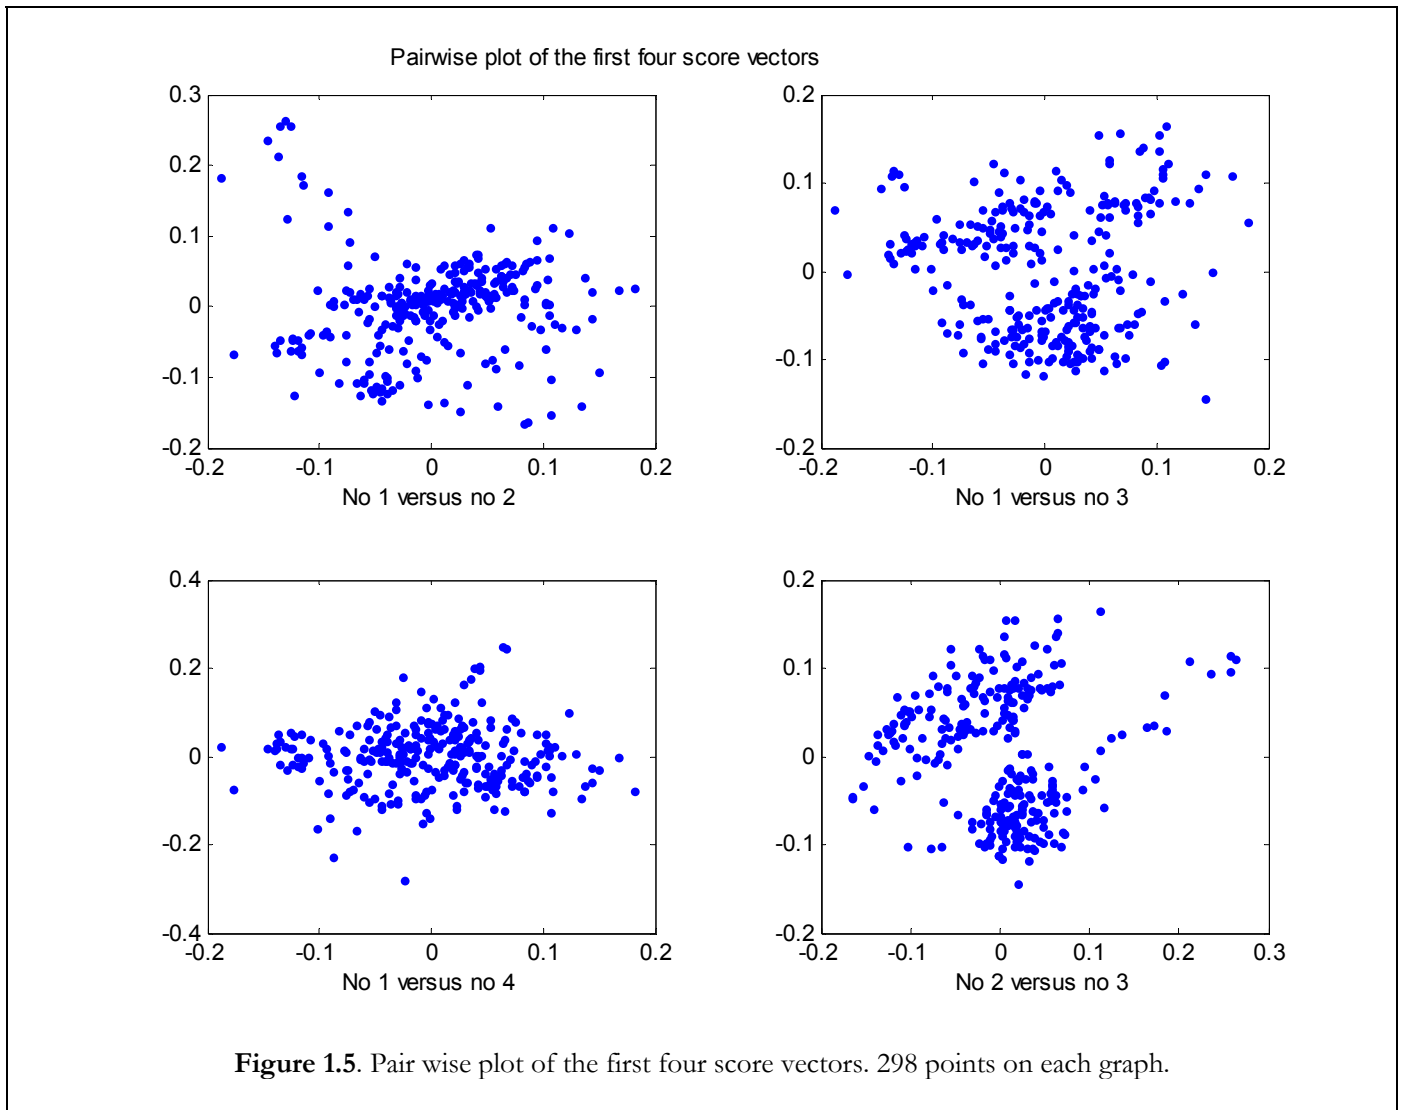 Pairwise plot of the first four score vectors
0.3
0.2
0.1
0
-0.1
-0.2
-0.2 -0.1 0 0.1 0.2
No 1 versus no 2
0.2
0.1
0
-0.1
-0.2
-0.2 -0.1 0 0.1 0.2
No 1 versus no 3
0.4
0.2
0
-0.2
-0.4
-0.2 -0.1 0 0.1 0.2
No 1 versus no 4
0.2
0.1
0
-0.1
-0.2
-0.2 -0.1 0 0.1 0.2 0.3
No 2 versus no 3
Figure 1.5. Pair wise plot of the first four score vectors. 298 points on each graph.